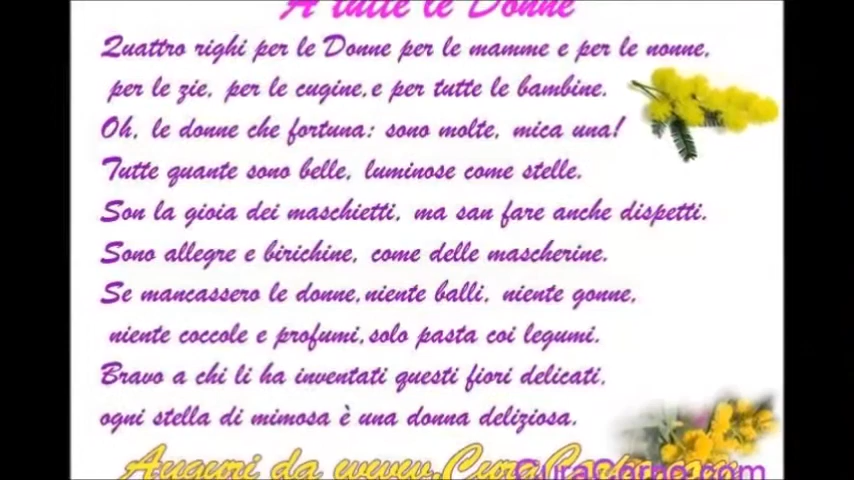 A tutte le Donne
Quattro righi per le Donne per le mamme e per le nonne,
per le zie, per le cugine,e per tutte le bambine.
Oh, le donne che fortuna: sono molte, mica una!
Tutte quante sono belle, luminose come stelle.
Son la gioia dei maschietti, ma san fare anche dispetti.
Sono allegre e birichine, come delle mascherine.
Se mancassero le donne,niente balli, niente gonne,
niente coccole e profumi,solo pasta coi legumi.
Bravo a chi li ha inventati questi fiori delicati,
ogni stella di mimosa è una donna deliziosa.
Auguri da